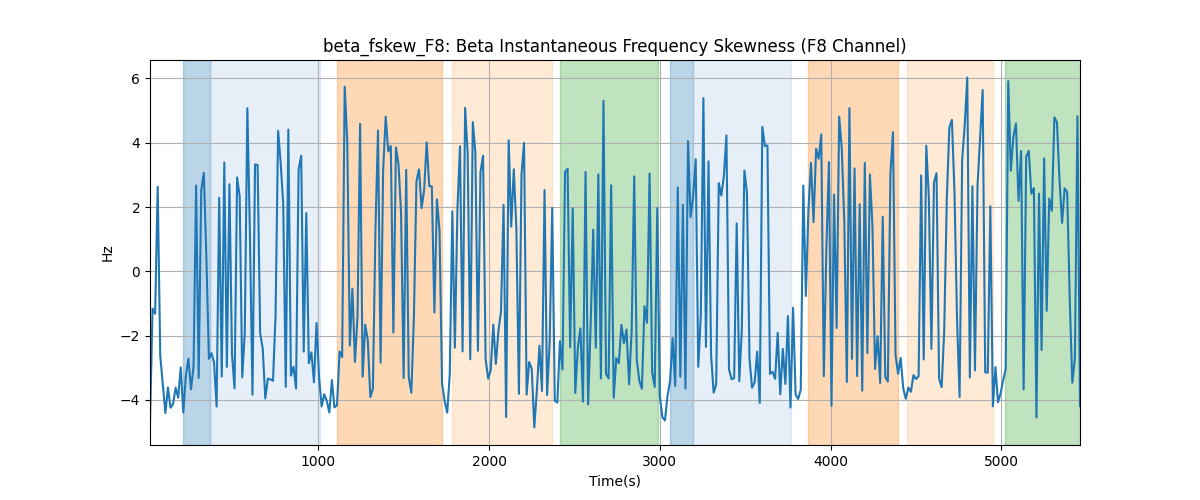 beta_fskew_F8: Beta Instantaneous Frequency Skewness (F8 Channel)
6
4
2
0
−2
−4
Hz
1000 2000 3000 4000 5000
Time(s)